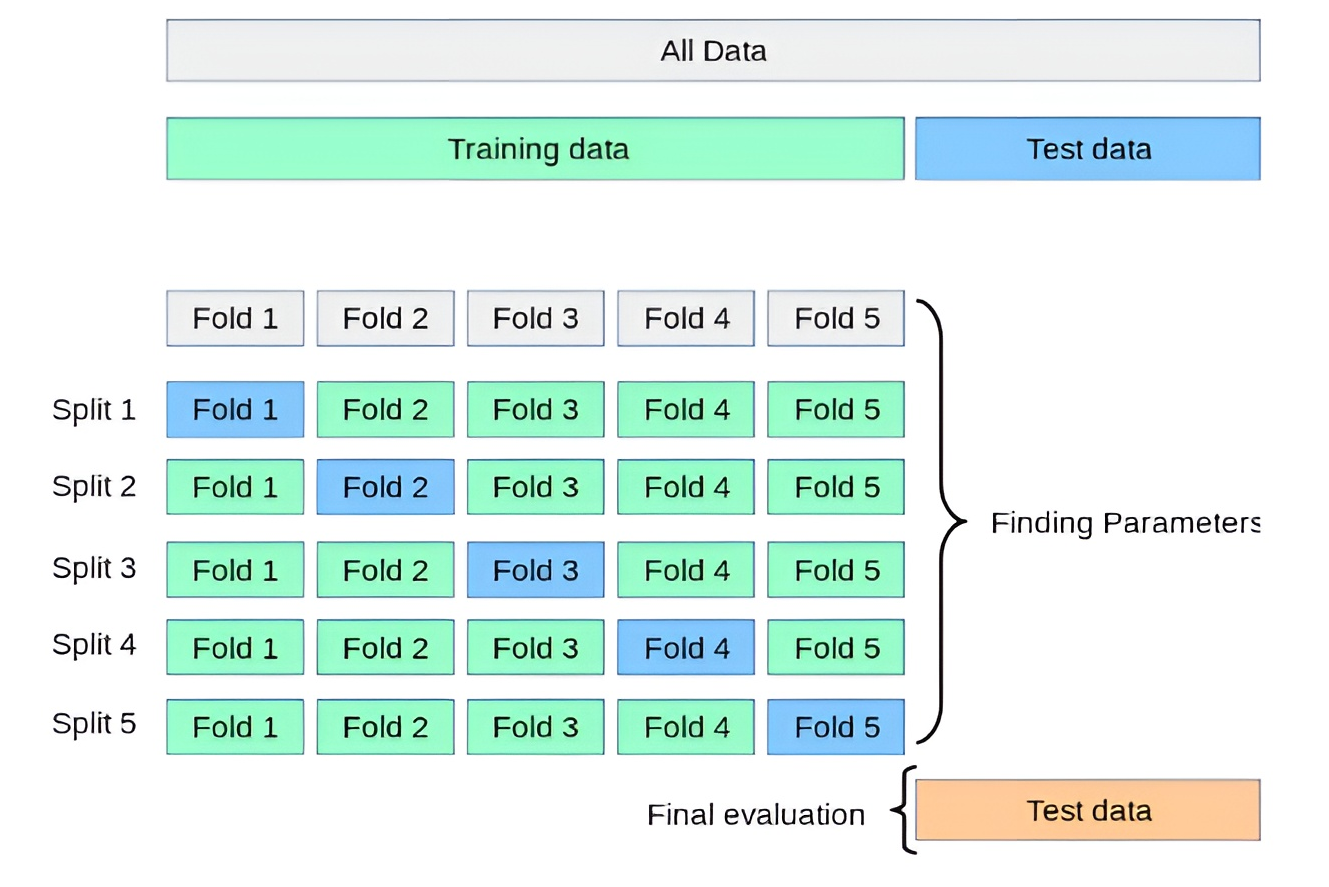 All Data
Training data Test data
Fold 1 Fold 2 Fold 3 Fold 4 Fold 5
Split 1 Fold 1 Fold 2 Fold 3 Fold 4 Fold 5
Split 2 Fold 1 Fold 2 Fold 3 Fold 4 Fold 5
Finding Parameters
Split 3 Fold 1 Fold 2 Fold 3 Fold 4 Fold 5
Split 4 Fold 1 Fold 2 Fold 3 Fold 4 Fold 5
Split 5 Fold 1 Fold 2 Fold 3 Fold 4 Fold 5
Final evaluation Test data